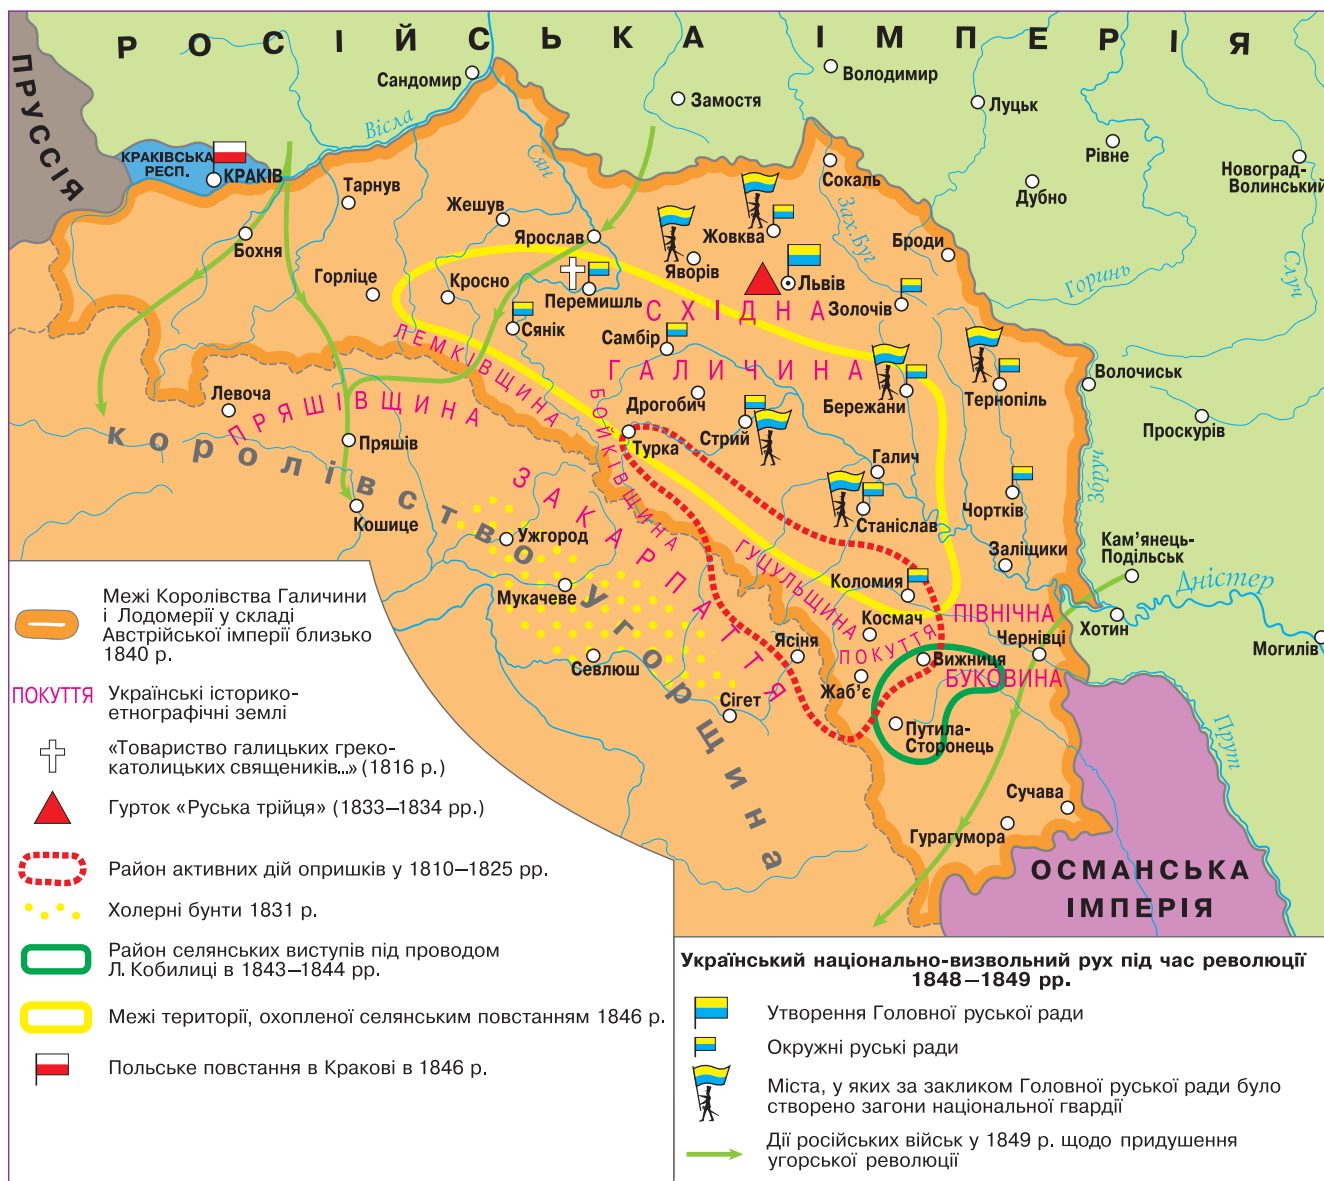 РОСІЙСЬКА ІМПЕРІЯ
ПРУССІЯ
Сандомир
Володимир
Замостя
Луцьк
Вісла
Рівне
КРАКІВСЬКА
РЕСП.
КРАКІВ
Сян
Новоград-
Волинський
Тарнув
Сокаль
Дубно
Жешув
Зах. Буг
Бохня
Ярослав
Жовква
Броди
Яворів
Горинь
Случ
Горліце
Кросно
Перемишль
Львів
Золочів
СХІДНА
Сянік
Самбір
ЛЕМКІВЩИНА
ГАЛИЧИНА
Волочиськ
Левоча
Дрогобич
Бережани
Тернопіль
ПРЯШІВЩИНА
БОЙКІВЩИНА
Стрий
Проскурів
Пряшів
Турка
Галич
Збруч
королівство Угорщина
ЗАКАРПАТТЯ
Кошице
Станіслав
Чортків
Ужгород
ГУЦУЛЬЩИНА
Заліщики
Кам’янець-
Подільськ
Мукачеве
Коломия
Дністер
Космач
ПІВНІЧНА
Хотин
Ясіня
ПОКУТТЯ
Чернівці
Могилів
Севлюш
Вижниця
БУКОВИНА
Жаб’є
Сігет
Путила-
Сторонець
Прут
Сучава
Гурагумора
ОСМАНСЬКА
ІМПЕРІЯ
Межі Королівства Галичини
і Лодомерії у складі
Австрійської імперії близько
1840 р.
ПОКУТТЯ
Українські історико-
етнографічні землі
«Товариство галицьких греко-
католицьких священиків...» (1816 р.)
Гурток «Руська трійця» (1833–1834 рр.)
Район активних дій опришків у 1810–1825 рр.
Холерні бунти 1831 р.
Район селянських виступів під проводом
Л. Кобилиці в 1843–1844 рр.
Межі території, охопленої селянським повстанням 1846 р.
Польське повстання в Кракові в 1846 р.
Український національно-визвольний рух під час революції
1848–1849 рр.
Утворення Головної руської ради
Окружні руські ради
Міста, у яких за закликом Головної руської ради було
створено загони національної гвардії
Дії російських військ у 1849 р. щодо придушення
угорської революції